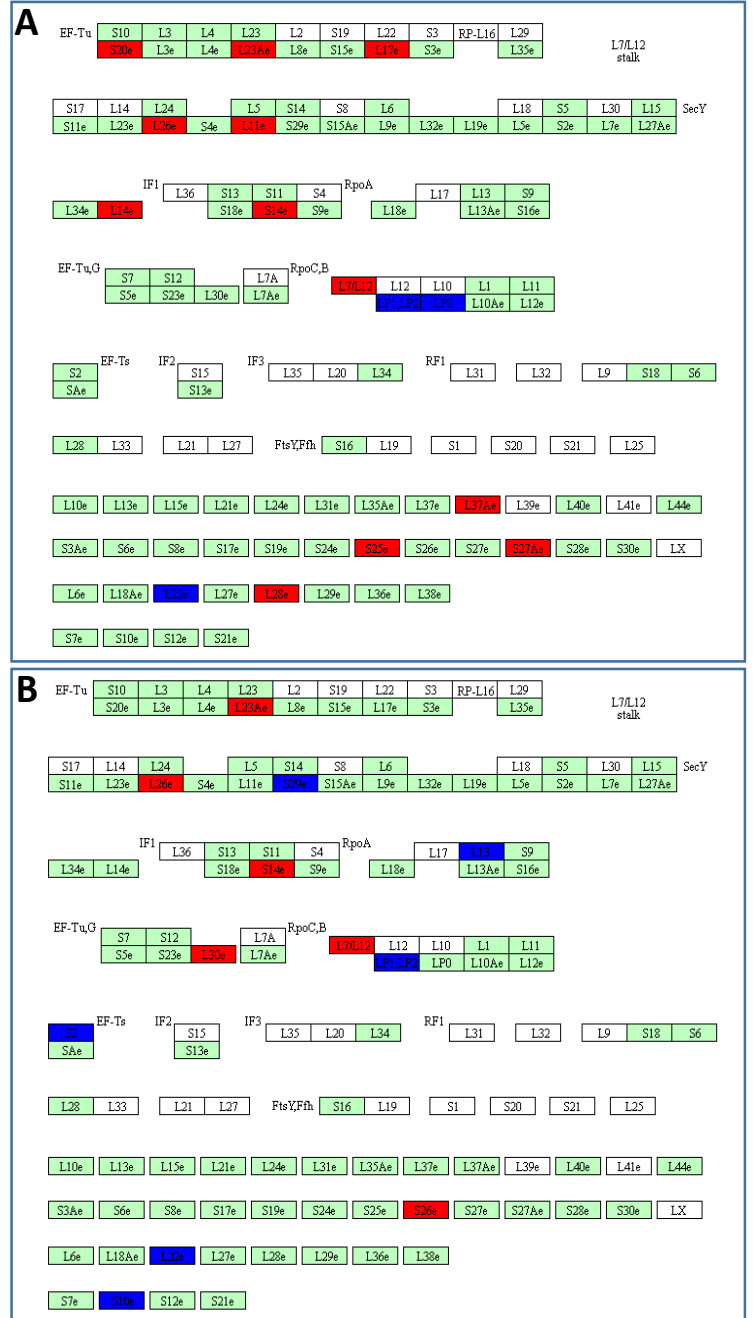 A
EF-Tu S10 L3 L4 L23 L2 S19 L22 S3 RP-L16 L29
S20e L3e L4e L23Ae L8e S15e L17e S3e L35e
L7/L12
stalk
S17 L14 L24 L5 S14 S8 L6 L18 S5 L30 L15 SecY
S11e L23e L26e S4e L11e S29e S15Ae L9e L32e L19e L5e S2e L7e L27Ae
IF1 L36 S13 S11 S4 RpoA L17 L13 S9
L34e L14e S18e S14e S9e L18e L13Ae S16e
EF-Tu,G S7 S12 L7A RpoC,B L7/L12 L12 L10 L1 L11
S5e S23e L30e L7Ae LP1,LP2 LP0 L10Ae L12e
S2 EF-Ts IF2 S15 IF3 L35 L20 L34 RF1 L31 L32 L9 S18 S6
SAe S13e
L28 L33 L21 L27 FtsY,Ffh S16 L19 S1 S20 S21 L25
L10e L13e L15e L21e L24e L31e L35Ae L37e L37Ae L39e L40e L41e L44e
S3Ae S6e S8e S17e S19e S24e S25e S26e S27e S27Ae S28e S30e LX
L6e L18Ae L22e L27e L28e L29e L36e L38e
S7e S10e S12e S21e
B
EF-Tu S10 L3 L4 L23 L2 S19 L22 S3 RP-L16 L29
S20e L3e L4e L23Ae L8e S15e L17e S3e L35e
L7/L12
stalk
S17 L14 L24 L5 S14 S8 L6 L18 S5 L30 L15 SecY
S11e L23e L26e S4e L11e S29e S15Ae L9e L32e L19e L5e S2e L7e L27Ae
IF1 L36 S13 S11 S4 RpoA L17 L13 S9
L34e L14e S18e S14e S9e L18e L13Ae S16e
EF-Tu,G S7 S12 L7A RpoC,B L7/L12 L12 L10 L1 L11
S5e S23e L30e L7Ae LP1,LP2 LP0 L10Ae L12e
S2 EF-Ts IF2 S15 IF3 L35 L20 L34 RF1 L31 L32 L9 S18 S6
SAe S13e
L28 L33 L21 L27 FtsY,Ffh S16 L19 S1 S20 S21 L25
L10e L13e L15e L21e L24e L31e L35Ae L37e L37Ae L39e L40e L41e L44e
S3Ae S6e S8e S17e S19e S24e S25e S26e S27e S27Ae S28e S30e LX
L6e L18Ae L22e L27e L28e L29e L36e L38e
S7e S10e S12e S21e